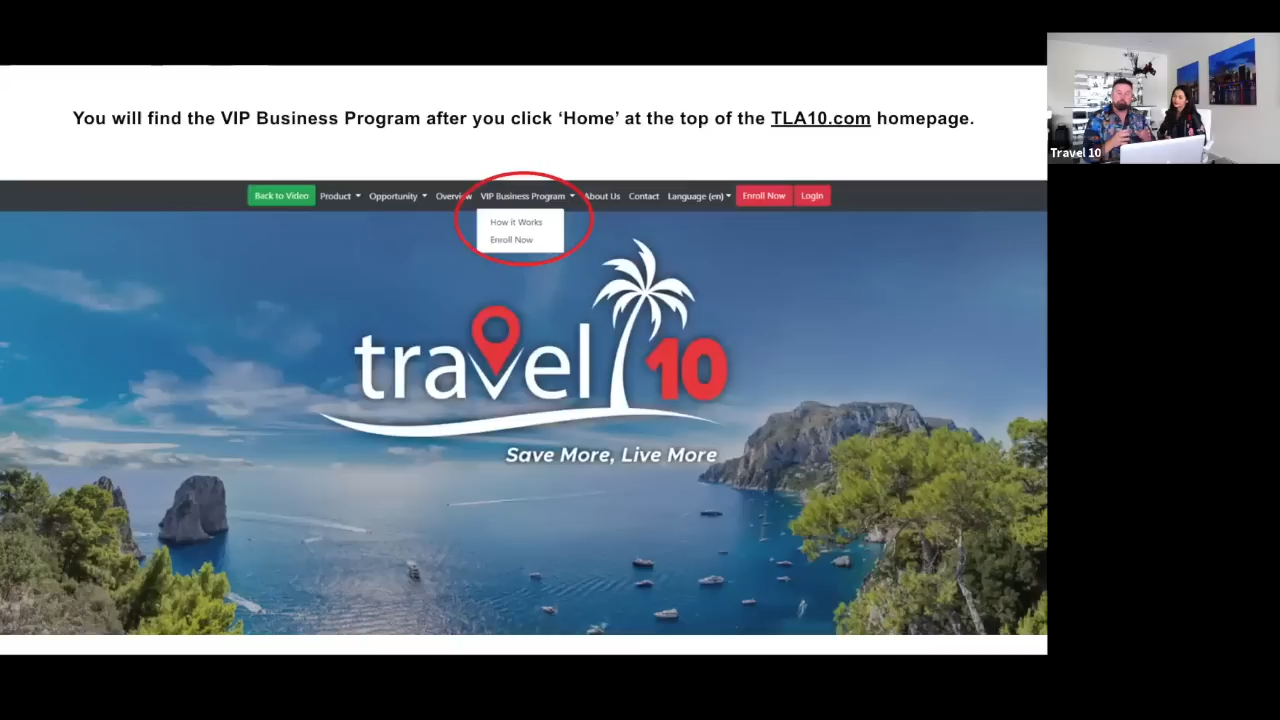 You will find the VIP Business Program after you click ‘Home’ at the top of the TLA10.com homepage.
Travel 10
Back to Video Product Opportunity Overview VIP Business Program About Us Contact Language (en) Enroll Now Login
How it Works
Enroll Now
travel 10
Save More, Live More